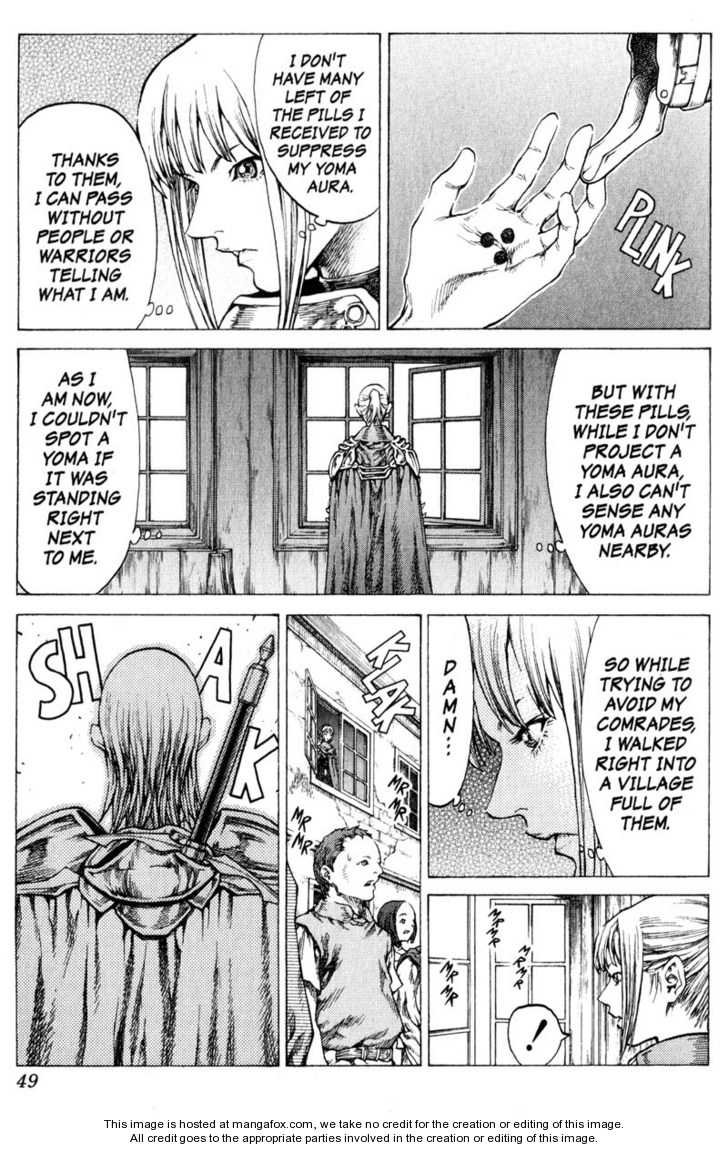 PLINK
I DON'T
HAVE MANY
LEFT OF
THE PILLS I
RECEIVED TO
SUPPRESS
MY YOMA
AURA.
THANKS
TO THEM,
I CAN PASS
WITHOUT
PEOPLE OR
WARRIORS
TELLING
WHAT I AM.
BUT WITH
THESE PILLS,
WHILE I DON'T
PROJECT A
YOMA AURA,
I ALSO CAN'T
SENSE ANY
YOMA AURAS
NEARBY.
AS I
AM NOW,
I COULDN'T
SPOT A
YOMA IF
IT WAS
STANDING
RIGHT
NEXT
TO ME.
SO WHILE
TRYING TO
AVOID MY
COMRADES,
I WALKED
RIGHT INTO
A VILLAGE
FULL OF
THEM.
DAMN...
MR
MR
MR
MR
MR
MR
!
KLAK
MR
MR
MR
MR
SHAK
49
This image is hosted at mangafox.com, we take no credit for the creation or editing of this image.
All credit goes to the appropriate parties involved in the creation or editing of this image.